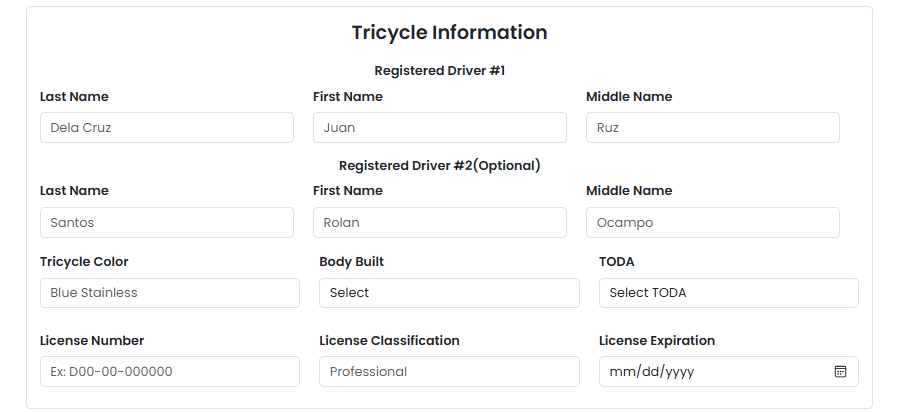 Tricycle Information
Registered Driver #1
Last Name First Name Middle Name
Dela Cruz Juan Ruz
Registered Driver #2(Optional)
Last Name First Name Middle Name
Santos Rolan Ocampo
Tricycle Color Body Built TODA
Blue Stainless Select Select TODA
License Number License Classification License Expiration
Ex: D00-00-000000 Professional mm/dd/yyyy